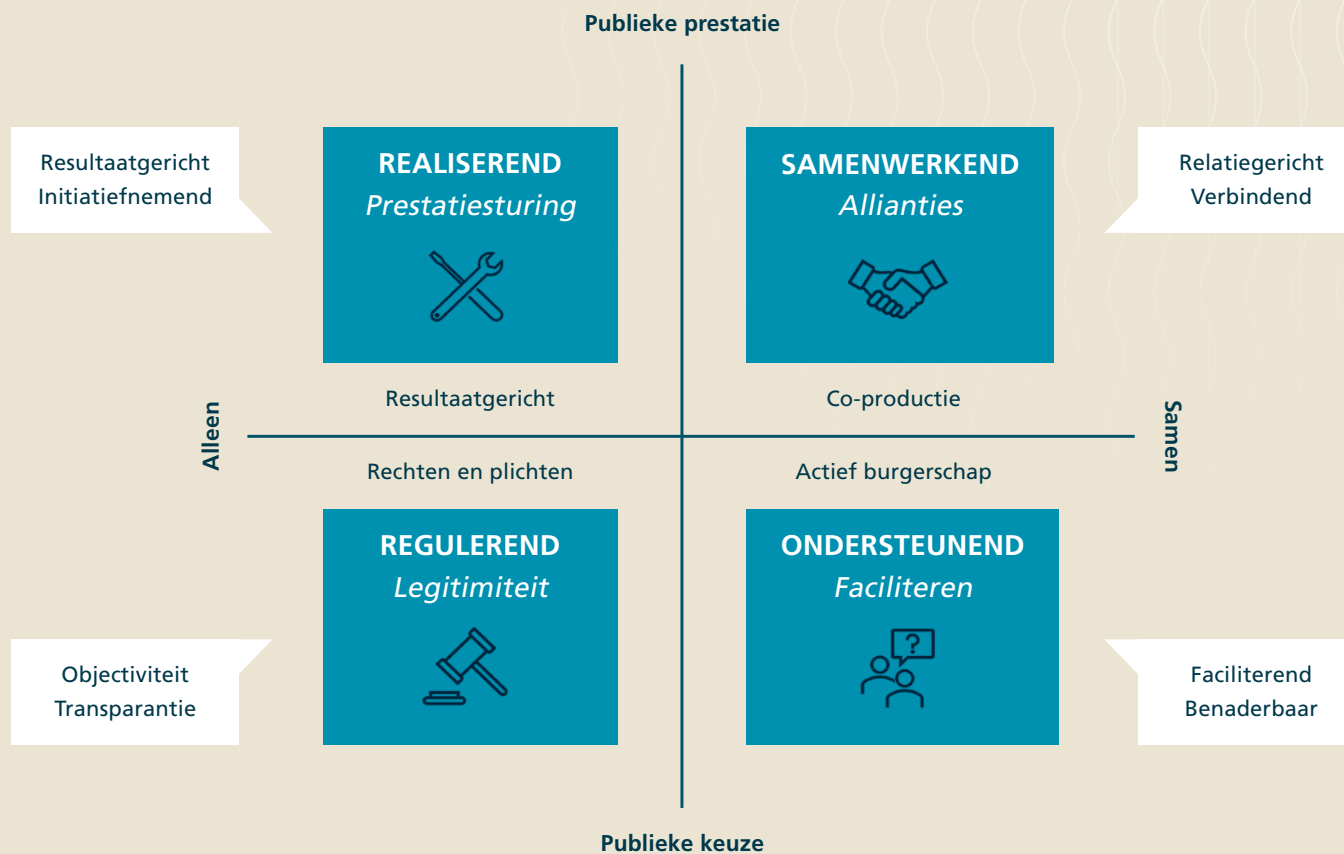 Publieke prestatie
Resultaatgericht
Initiatiefnemend
REALISEREND
Prestatiesturing
SAMENWERKEND
Allianties
Relatiegericht
Verbindend
Resultaatgericht
Co-productie
Alleen
Samen
Rechten en plichten
Actief burgerschap
REGULEREND
Legitimiteit
ONDERSTEUNEND
Faciliteren
?
Objectiviteit
Transparantie
Faciliterend
Benaderbaar
Publieke keuze